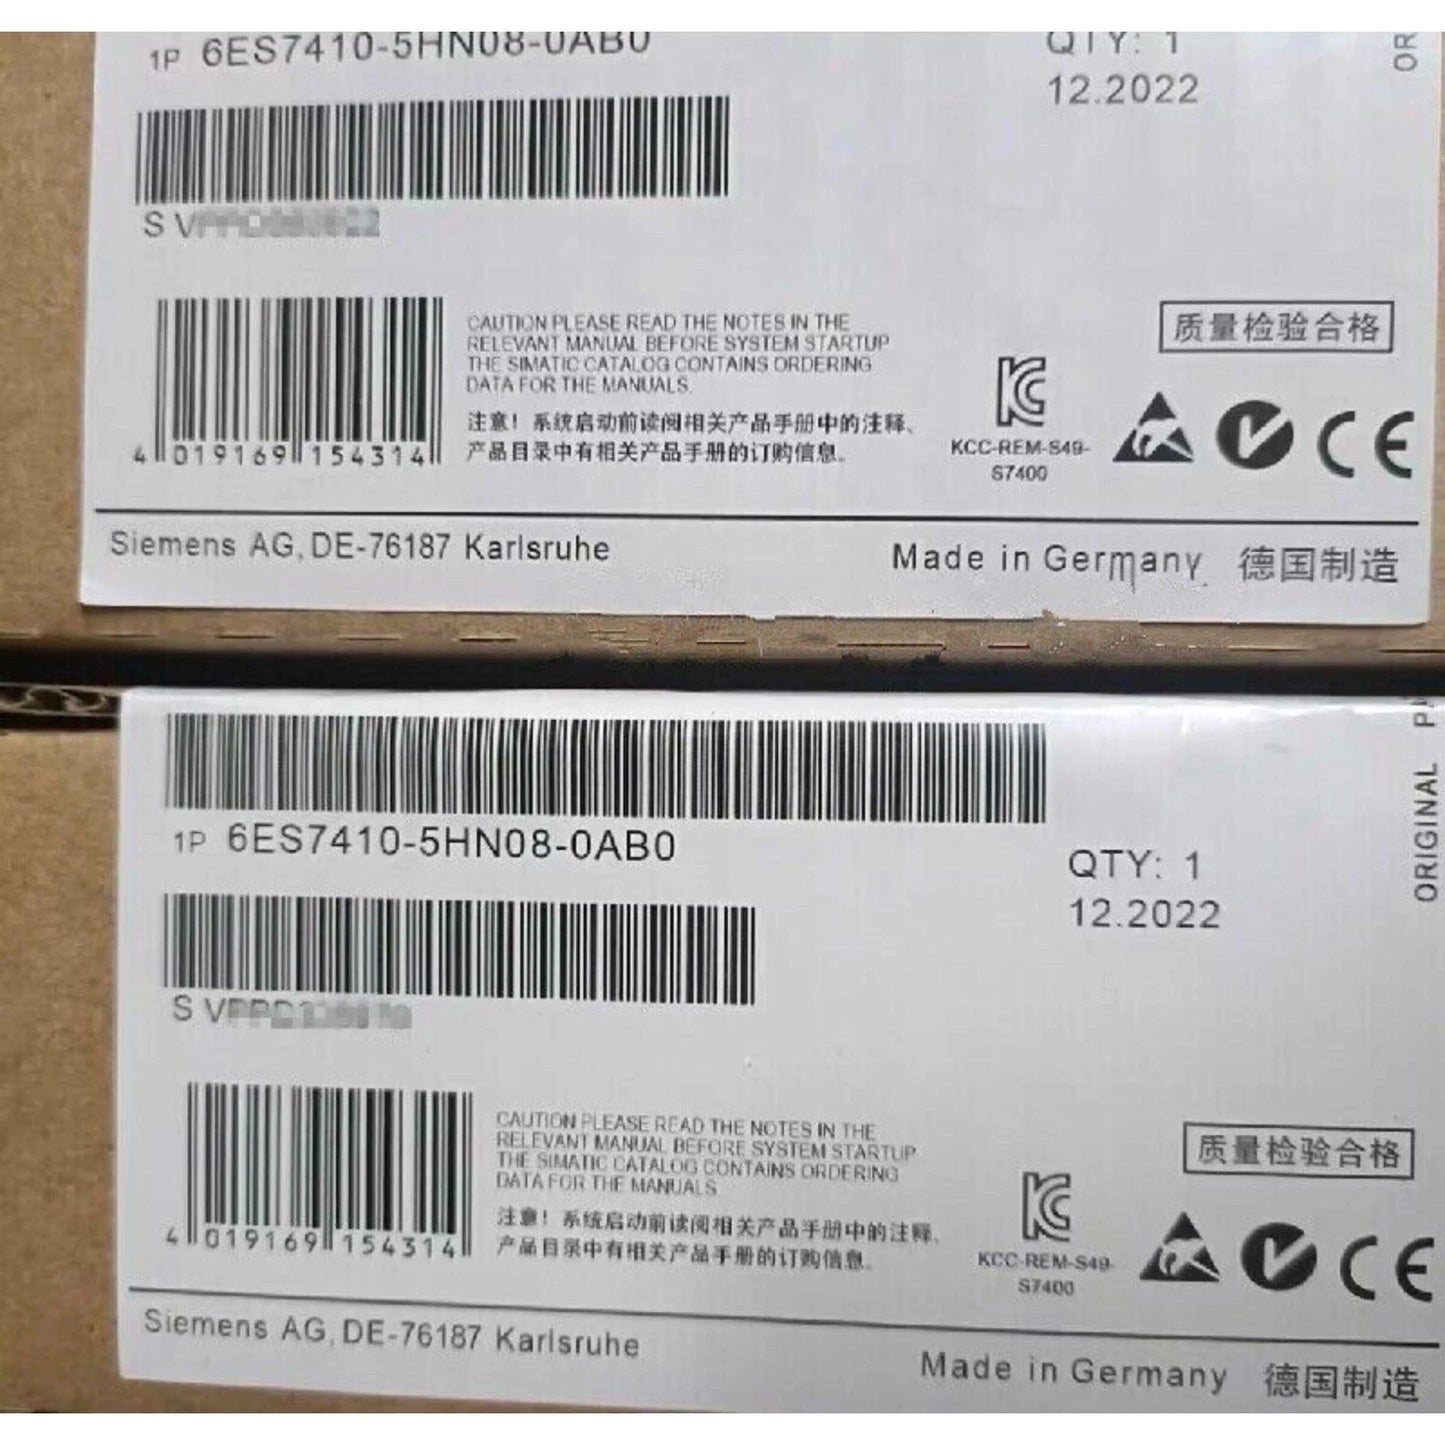 1P 6ES7410-5HN08-0AB0
QTY: 1
12.2022
OR
S V
CAUTION PLEASE READ THE NOTES IN THE
RELEVANT MANUAL BEFORE SYSTEM STARTUP
THE SIMATIC CATALOG CONTAINS ORDERING
DATA FOR THE MANUALS.
注意！系统启动前读阅相关产品手册中的注释、
产品目录中有相关产品手册的订购信息。
4 019169 154314
KCC-REM-S49-
S7400
质量检验合格
CE
Siemens AG, DE-76187 Karlsruhe
Made in Germany 德国制造
1P 6ES7410-5HN08-0AB0
QTY: 1
12.2022
ORIGINAL
S V
CAUTION PLEASE READ THE NOTES IN THE
RELEVANT MANUAL BEFORE SYSTEM STARTUP
THE SIMATIC CATALOG CONTAINS ORDERING
DATA FOR THE MANUALS
注意！系统启动前读阅相关产品手册中的注释、
产品目录中有相关产品手册的订购信息.
4 019169 154314
KCC-REM-S49-
S7400
质量检验合格
CE
Siemens AG, DE-76187 Karlsruhe
Made in Germany 德国制造